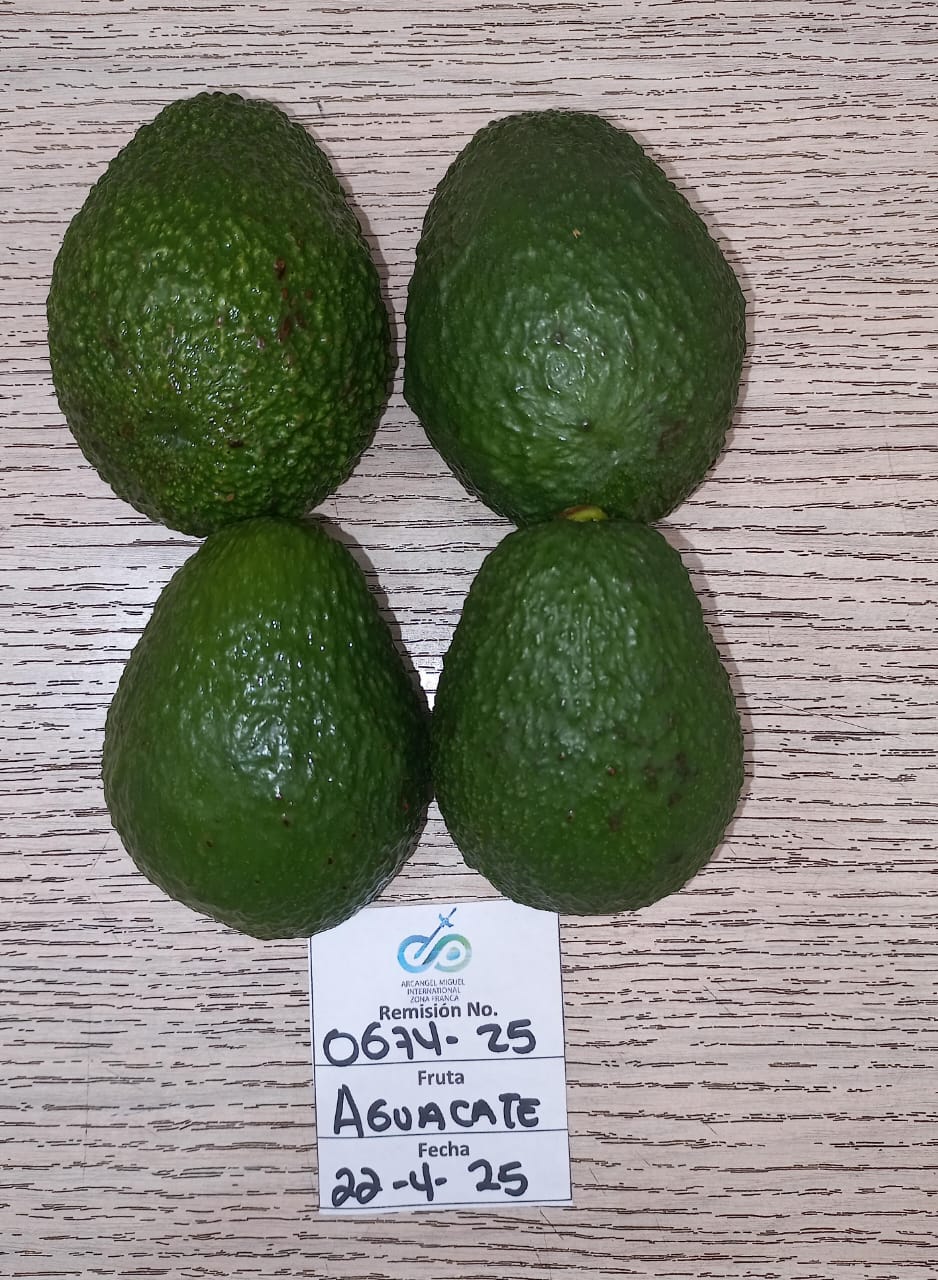 ARCANGEL MIGUEL
INTERNATIONAL
ZONA FRANCA
Remisión No.
0674-25
Fruta
AGUACATE
Fecha
22-4-25